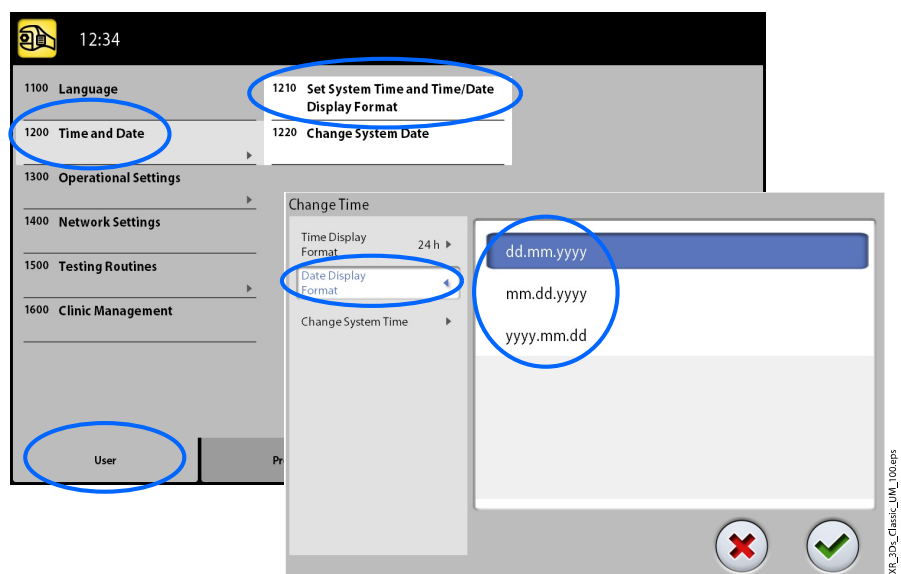 12:34
1100 Language
1200 Time and Date
1300 Operational Settings
1400 Network Settings
1500 Testing Routines
1600 Clinic Management
1210 Set System Time and Time/Date
Display Format
1220 Change System Date
User
Pr
Change Time
Time Display
Format
24 h
Date Display
Format
Change System Time
dd.mm.yyyy
mm.dd.yyyy
yyyy.mm.dd
XR_3Ds_Classic_UM_100.eps